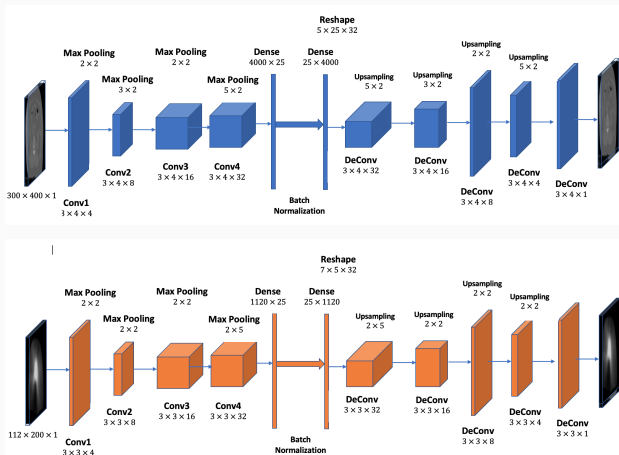 Reshape
5 × 25 × 32
Max Pooling
2 × 2
Max Pooling
3 × 2
Max Pooling
2 × 2
Max Pooling
5 × 2
Dense
4000 × 25
Dense
25 × 4000
Upsampling
5 × 2
Upsampling
3 × 2
Upsampling
2 × 2
Upsampling
5 × 2
300 × 400 × 1
Conv1
3 × 4 × 4
Conv2
3 × 4 × 8
Conv3
3 × 4 × 16
Conv4
3 × 4 × 32
Batch
Normalization
DeConv
3 × 4 × 32
DeConv
3 × 4 × 16
DeConv
3 × 4 × 8
DeConv
3 × 4 × 4
DeConv
3 × 4 × 1
Reshape
7 × 5 × 32
Max Pooling
2 × 2
Max Pooling
2 × 2
Max Pooling
2 × 2
Max Pooling
2 × 5
Dense
1120 × 25
Dense
25 × 1120
Upsampling
2 × 5
Upsampling
2 × 2
Upsampling
2 × 2
Upsampling
2 × 2
112 × 200 × 1
Conv1
3 × 3 × 4
Conv2
3 × 3 × 8
Conv3
3 × 3 × 16
Conv4
3 × 3 × 32
Batch
Normalization
DeConv
3 × 3 × 32
DeConv
3 × 3 × 16
DeConv
3 × 3 × 8
DeConv
3 × 3 × 4
DeConv
3 × 3 × 1